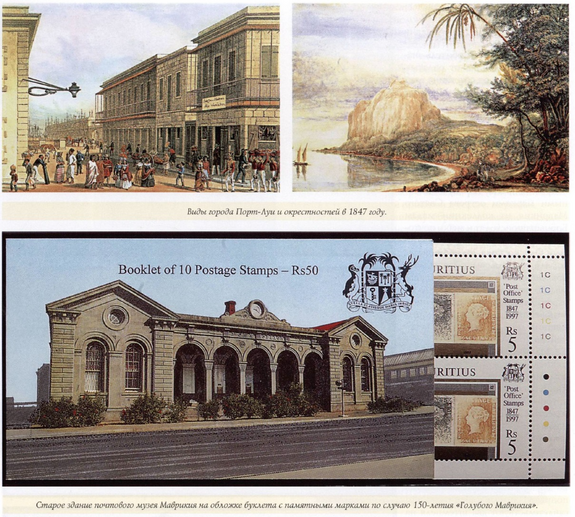 Виды города Порт-Луи и окрестностей в 1847 году.
Booklet of 10 Postage Stamps – Rs50
RITIUS
'Post
Office'
Stamps
1847
1997
Rs
5
1C
1C
1C
1C
1C
RITIUS
'Post
Office'
Stamps
1847
1997
Rs
5
Старое здание почтового музея Маврикия на обложке буклета с памятными марками по случаю 150-летия «Голубого Маврикия».